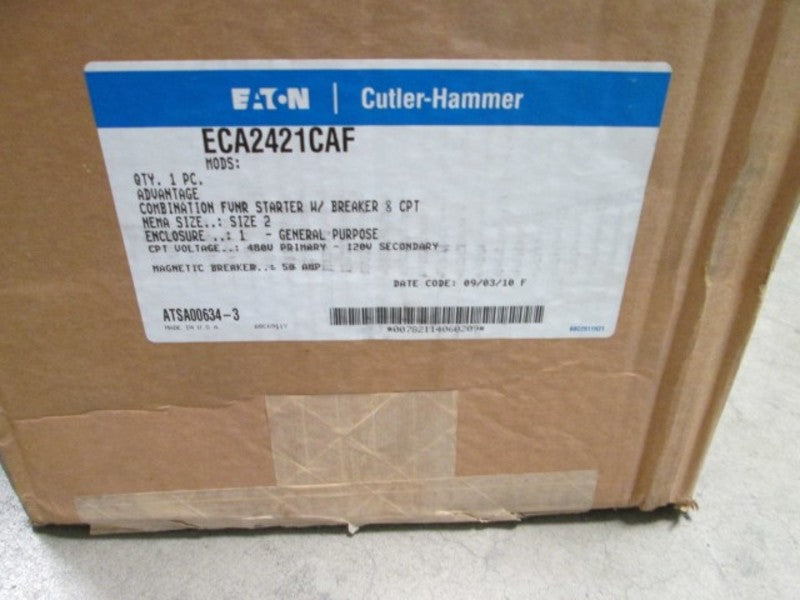 EATON | Cutler-Hammer
ECA2421CAF
MODS:
QTY. 1 PC.
ADVANTAGE
COMBINATION FVNR STARTER W/ BREAKER & CPT
NEMA SIZE..: SIZE 2
ENCLOSURE ..: 1 - GENERAL PURPOSE
CPT VOLTAGE..: 480V PRIMARY - 120V SECONDARY
MAGNETIC BREAKER..: 50 AMP
DATE CODE: 09/03/10 F
ATSA00634-3
MADE IN U.S.A
*00782114060209*